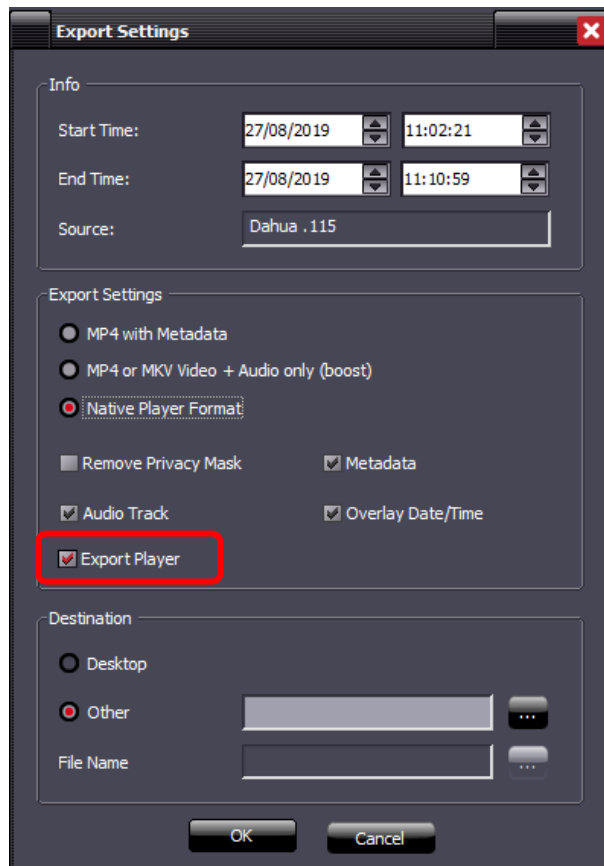 Export Settings
Info
Start Time: 27/08/2019 11:02:21
End Time: 27/08/2019 11:10:59
Source: Dahua .115
Export Settings
MP4 with Metadata
MP4 or MKV Video + Audio only (boost)
Native Player Format
Remove Privacy Mask Metadata
Audio Track Overlay Date/Time
Export Player
Destination
Desktop
Other ...
File Name ...
OK Cancel